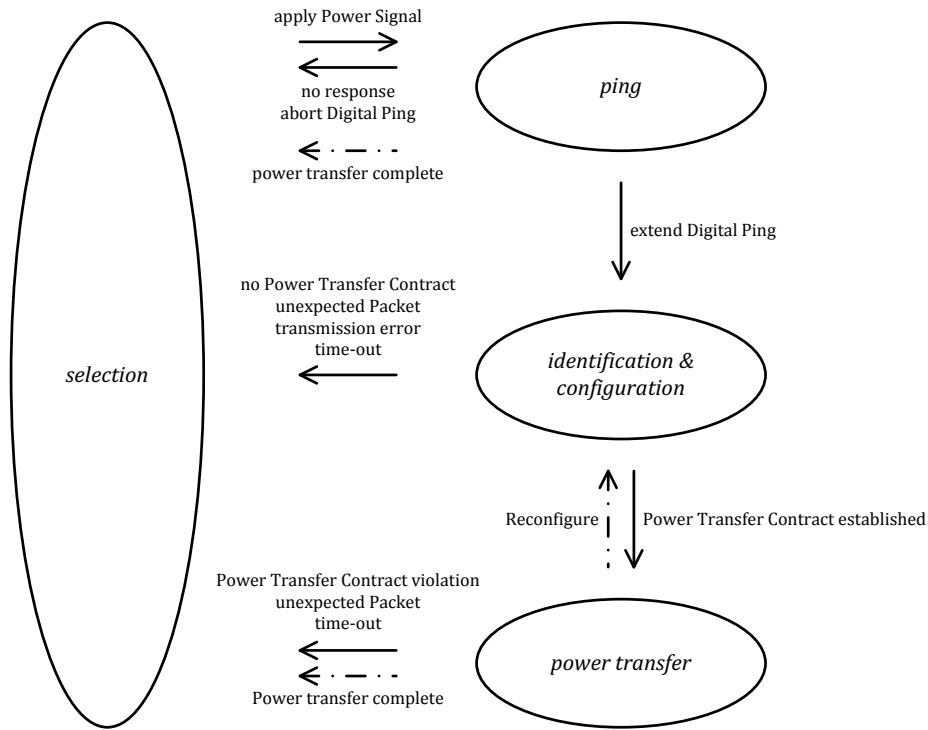 apply Power Signal
no response
abort Digital Ping
power transfer complete
ping
extend Digital Ping
no Power Transfer Contract
unexpected Packet
transmission error
time-out
selection
identification &
configuration
Reconfigure
Power Transfer Contract established
Power Transfer Contract violation
unexpected Packet
time-out
Power transfer complete
power transfer